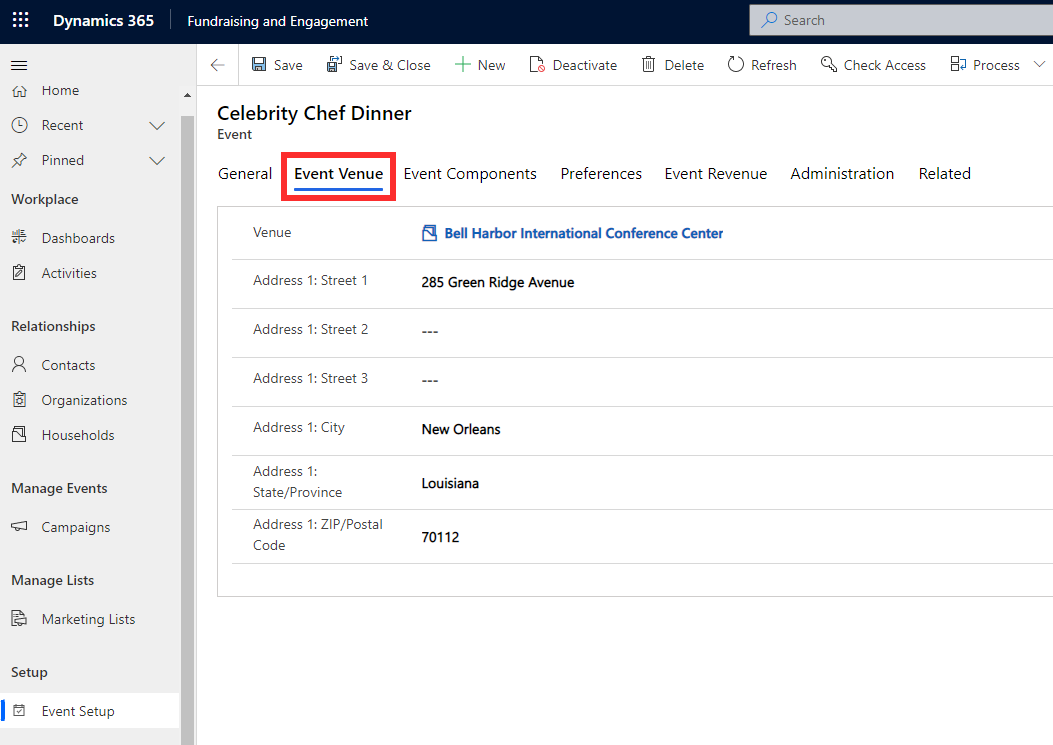 Dynamics 365 Fundraising and Engagement Search
Save Save & Close New Deactivate Delete Refresh Check Access Process
Home
Recent
Pinned
Workplace
Dashboards
Activities
Relationships
Contacts
Organizations
Households
Manage Events
Campaigns
Manage Lists
Marketing Lists
Setup
Event Setup
Celebrity Chef Dinner
Event
General Event Venue Event Components Preferences Event Revenue Administration Related
Venue Bell Harbor International Conference Center
Address 1: Street 1 285 Green Ridge Avenue
Address 1: Street 2 ---
Address 1: Street 3 ---
Address 1: City New Orleans
Address 1:
State/Province Louisiana
Address 1: ZIP/Postal
Code 70112